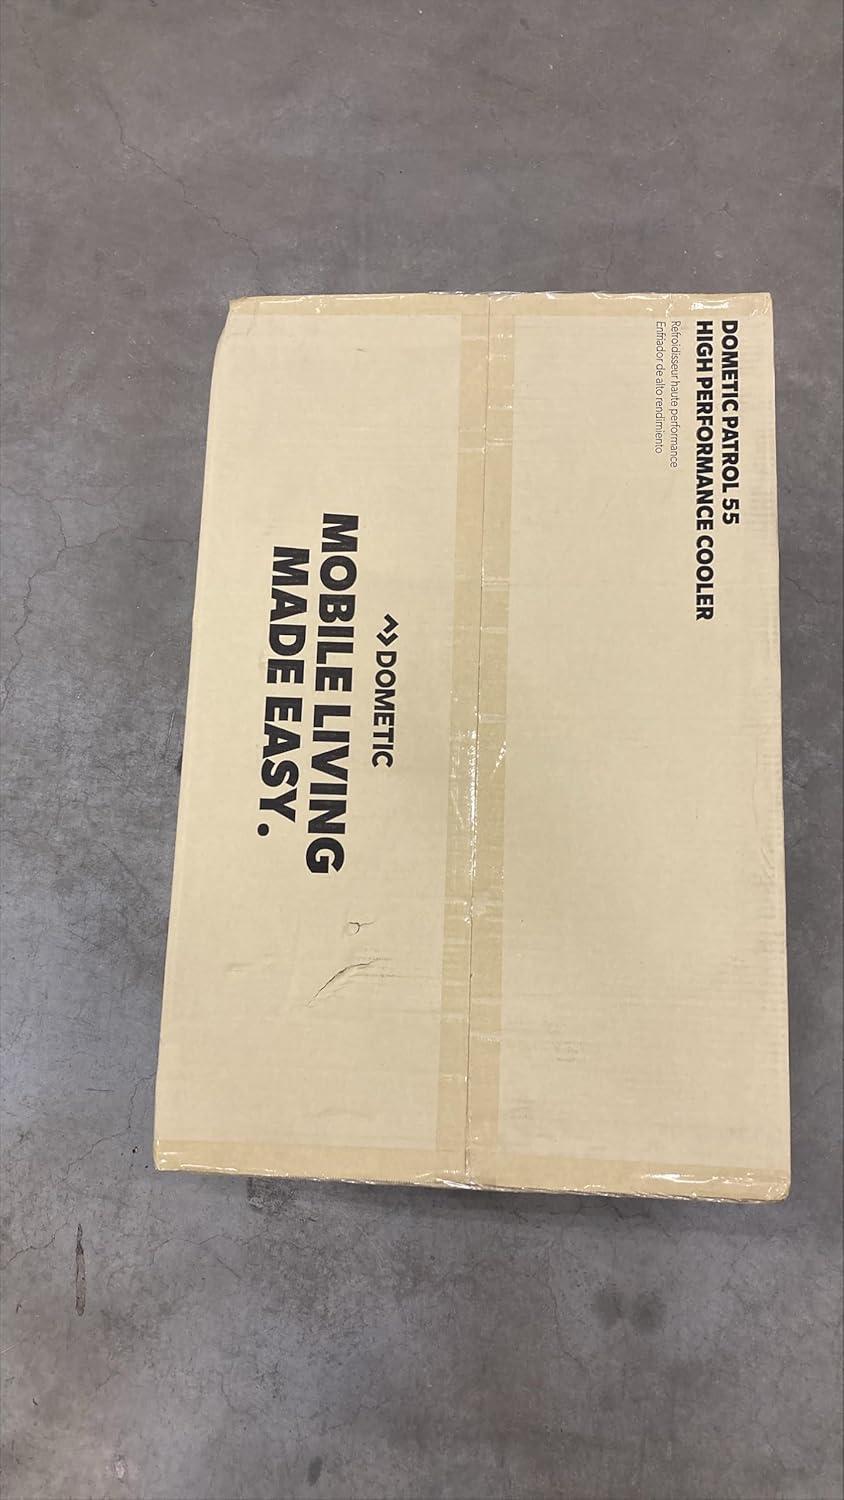 DOMETIC PATROL 55
HIGH PERFORMANCE COOLER
Refroidisseur haute performance
Enfriador de alto rendimiento
DOMETIC
MOBILE LIVING
MADE EASY.